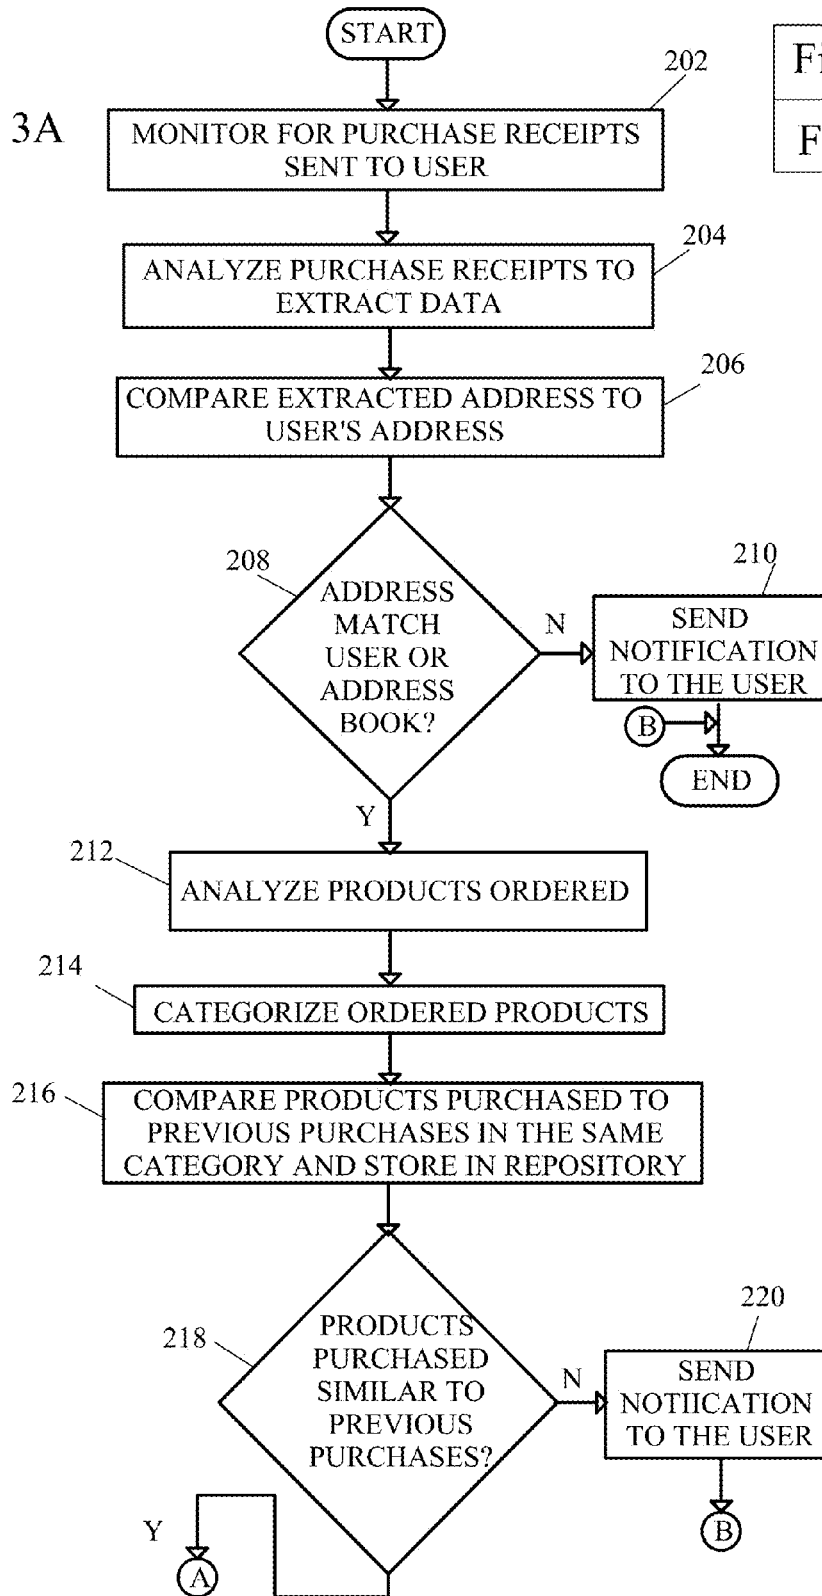 START
Fi
F
3A
202
MONITOR FOR PURCHASE RECEIPTS
SENT TO USER
204
ANALYZE PURCHASE RECEIPTS TO
EXTRACT DATA
206
COMPARE EXTRACTED ADDRESS TO
USER'S ADDRESS
208
ADDRESS
MATCH
USER OR
ADDRESS
BOOK?
N
210
SEND
NOTIFICATION
TO THE USER
B
END
Y
212
ANALYZE PRODUCTS ORDERED
214
CATEGORIZE ORDERED PRODUCTS
216
COMPARE PRODUCTS PURCHASED TO
PREVIOUS PURCHASES IN THE SAME
CATEGORY AND STORE IN REPOSITORY
218
PRODUCTS
PURCHASED
SIMILAR TO
PREVIOUS
PURCHASES?
N
220
SEND
NOTIICATION
TO THE USER
B
Y
A